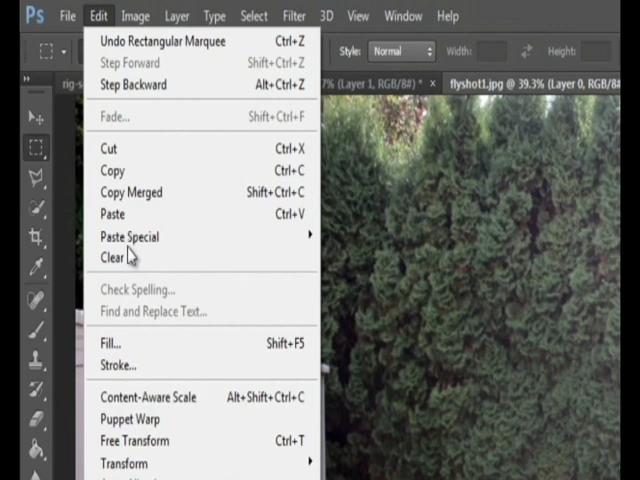 Ps File Edit Image Layer Type Select Filter 3D View Window Help
Style: Normal Width: Height:
7% (Layer 1, RGB/8#) * × flyshot1.jpg @ 39.3% (Layer 0, RGB/8#
Undo Rectangular Marquee Ctrl+Z
Step Forward Shift+Ctrl+Z
Step Backward Alt+Ctrl+Z
Fade... Shift+Ctrl+F
Cut Ctrl+X
Copy Ctrl+C
Copy Merged Shift+Ctrl+C
Paste Ctrl+V
Paste Special
Clear
Check Spelling...
Find and Replace Text...
Fill... Shift+F5
Stroke...
Content-Aware Scale Alt+Shift+Ctrl+C
Puppet Warp
Free Transform Ctrl+T
Transform